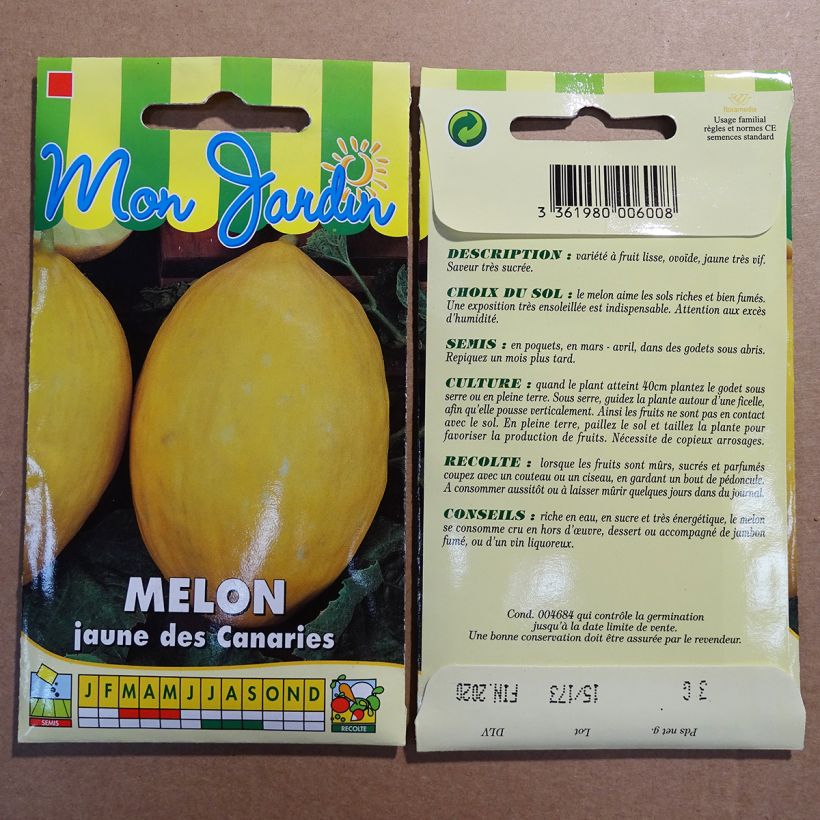 Mon Jardin
MELON
jaune des Canaries
J F M A M J J A S O N D
SEMIS
RECOLTE
floramedia
Usage familial
règles et normes CE
semences standard
3 361980 006008
DESCRIPTION : variété à fruit lisse, ovoïde, jaune très vif.
Saveur très sucrée.
CHOIX DU SOL : le melon aime les sols riches et bien fumés.
Une exposition très ensoleillée est indispensable. Attention aux excès
d'humidité.
SEMIS : en poquets, en mars - avril, dans des godets sous abris.
Repiquez un mois plus tard.
CULTURE : quand le plant atteint 40cm plantez le godet sous
serre ou en pleine terre. Sous serre, guidez la plante autour d'une ficelle,
afin qu'elle pousse verticalement. Ainsi les fruits ne sont pas en contact
avec le sol. En pleine terre, paillez le sol et taillez la plante pour
favoriser la production de fruits. Nécessite de copieux arrosages.
RECOLTE : lorsque les fruits sont mûrs, sucrés et parfumés
coupez avec un couteau ou un ciseau, en gardant un bout de pédoncule.
A consommer aussitôt ou à laisser mûrir quelques jours dans du journal.
CONSEILS : riche en eau, en sucre et très énergétique, le melon
se consomme cru en hors d'œuvre, dessert ou accompagné de jambon
fumé, ou d'un vin liquoreux.
Cond. 004684 qui contrôle la germination
jusqu'à la date limite de vente.
Une bonne conservation doit être assurée par le revendeur.
Pds net g. Lot DLV
3 G 15/173 FIN.2020